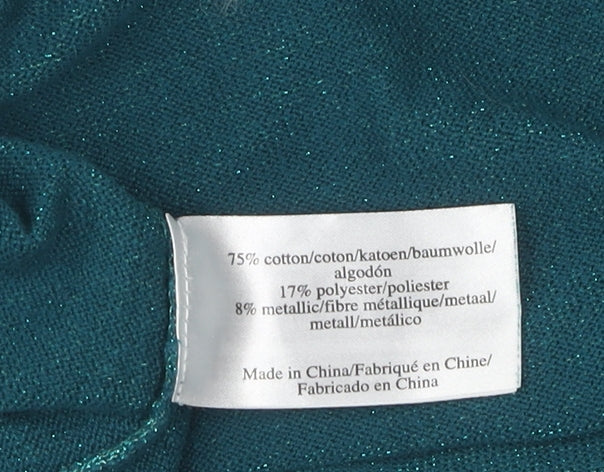 75% cotton/coton/katoen/baumwolle/
algodón
17% polyester/poliester
8% metallic/fibre métallique/metaal/
metall/metálico
Made in China/Fabriqué en Chine/
Fabricado en China